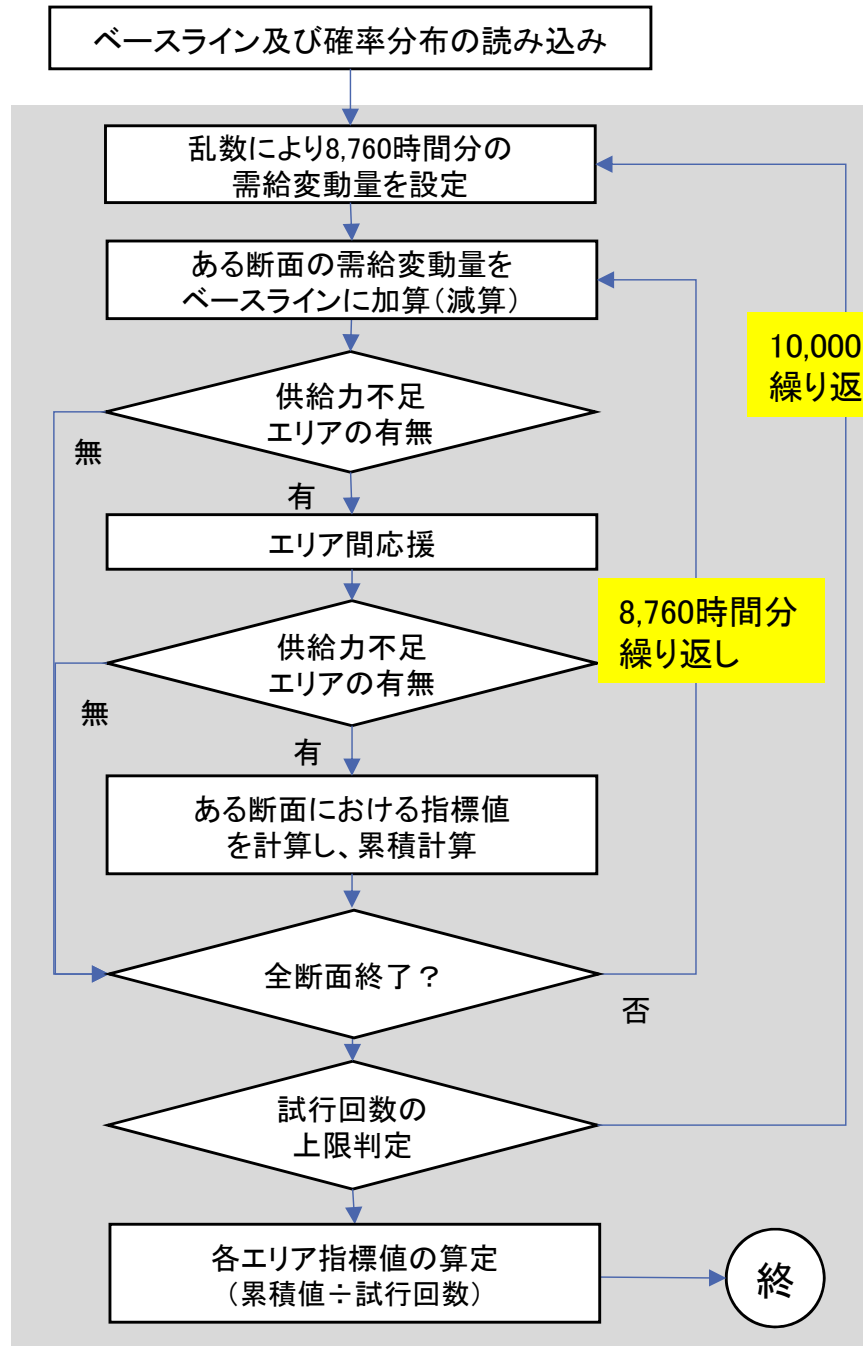 ベースライン及び確率分布の読み込み
乱数により8,760時間分の
需給変動量を設定
ある断面の需給変動量を
ベースラインに加算（減算）
10,000
繰り返
供給力不足
エリアの有無
無
有
エリア間応援
8,760時間分
繰り返し
供給力不足
エリアの有無
無
有
ある断面における指標値
を計算し、累積計算
全断面終了？
否
試行回数の
上限判定
各エリア指標値の算定
（累積値÷試行回数）
終